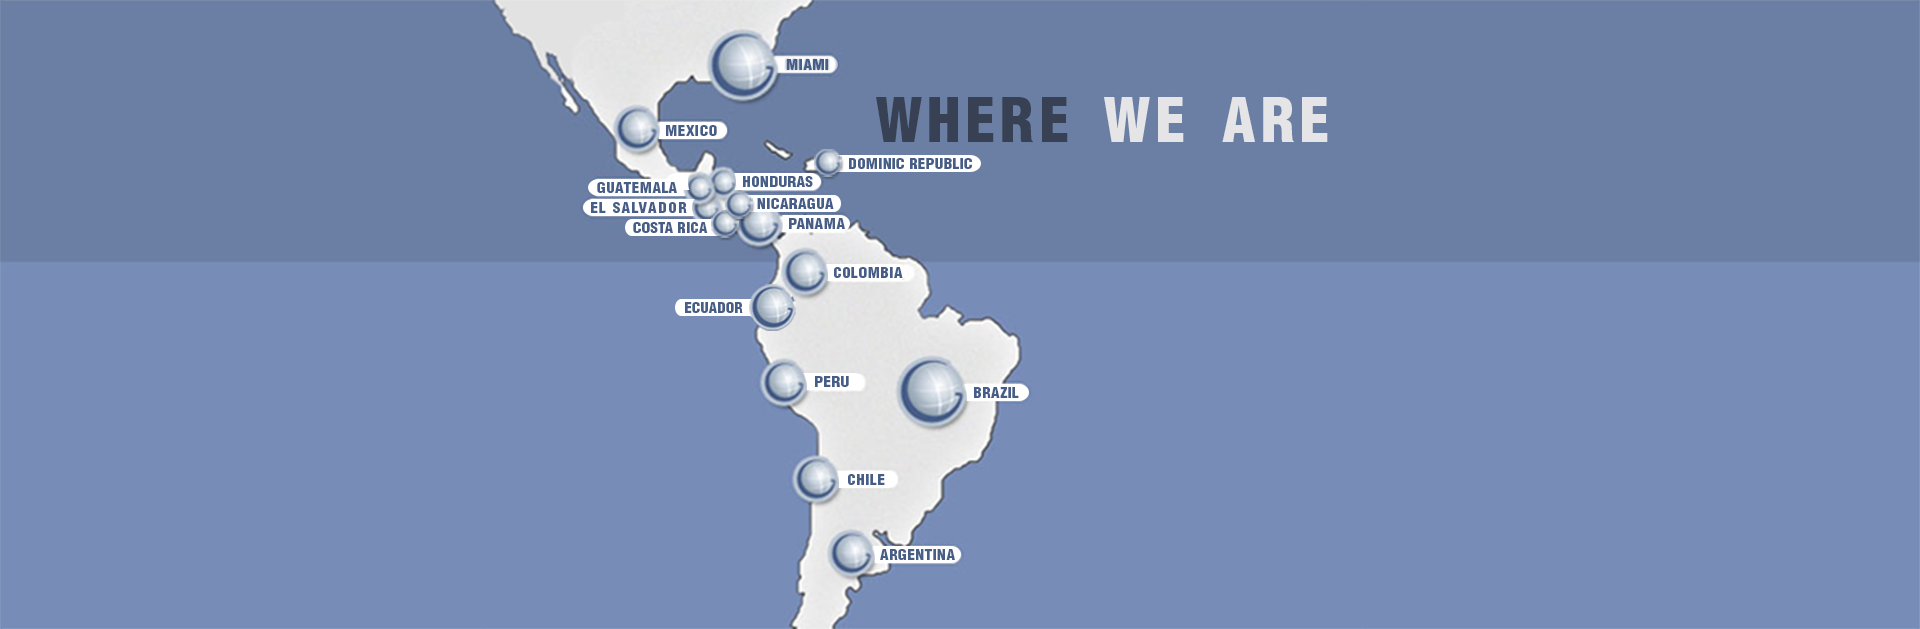 MIAMI
WHERE WE ARE
MEXICO
DOMINIC REPUBLIC
HONDURAS
GUATEMALA
NICARAGUA
EL SALVADOR
PANAMA
COSTA RICA
COLOMBIA
ECUADOR
PERU
BRAZIL
CHILE
ARGENTINA